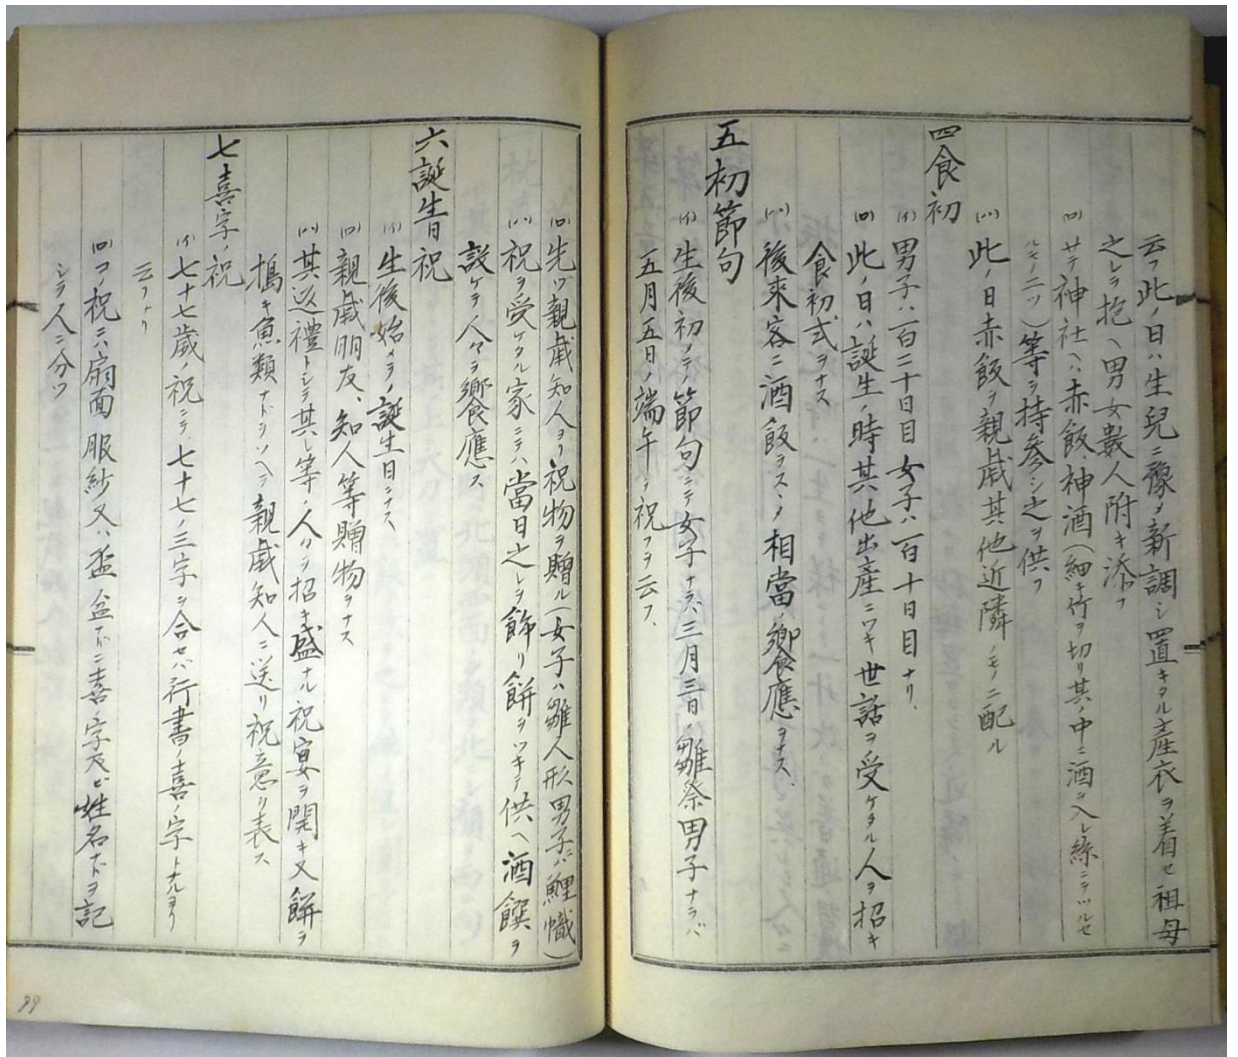 云フ此ノ日ハ生兒ニ豫メ新調シ置キタル産衣ヲ着セ祖母
之レヲ抱ヘ男女數人附キ添フ
(ロ)サテ神社ヘハ赤飯神酒(細キ竹ヲ切リ其ノ中ニ酒ヲ入レ絲ニテツルセ
ルモノ二ツ)等ヲ持参シ之ヲ供フ
(ハ)此ノ日赤飯ヲ親戚其他近隣ノモノニ配ル
四食初
(イ)男子ハ百二十日目女子ハ百十日目ナリ、
(ロ)此ノ日ハ誕生ノ時其他出産ニツキ世話ヲ受ケタル人ヲ招キ
食初式ヲナス
(ハ)後来客ニ酒飯ヲスヽメ相當ノ饗應ヲナス
五初節句
(イ)生後初メテノ節句ニテ女子ナラバ三月三日ノ雛祭男子ナラバ
五月五日ノ端午ヲ祝フヲ云フ、
(ロ)先ヅ親戚知人ヨリ祝物ヲ贈ル(女子ハ雛人形男子ハ鯉幟)
(ハ)祝ヲ受ケタル家ニテハ當日之レヲ飾リ餅ヲツキテ供ヘ酒饌ヲ
設ケテ人々ヲ饗應ス
六誕生日祝
(イ)生後始メテノ誕生日ニナス
(ロ)親戚朋友、知人等贈物ヲナス
(ハ)其返禮トシテ其レ等ノ人々ヲ招キ盛ナル祝宴ヲ開キ又餅ヲ
搗キ魚類ナドヲソヘテ親戚知人ニ送リ祝意ヲ表ス
七喜字ノ祝
(イ)七十七歳ノ祝ニテ、七十七ノ三字ヲ合セバ行書ノ喜ノ字トナルヨリ
云フナリ
(ロ)コノ祝ニハ扇面服紗又ハ盃盆ナドニ喜ノ字及ビ姓名ナドヲ記
シテ人ニ分ツ
99